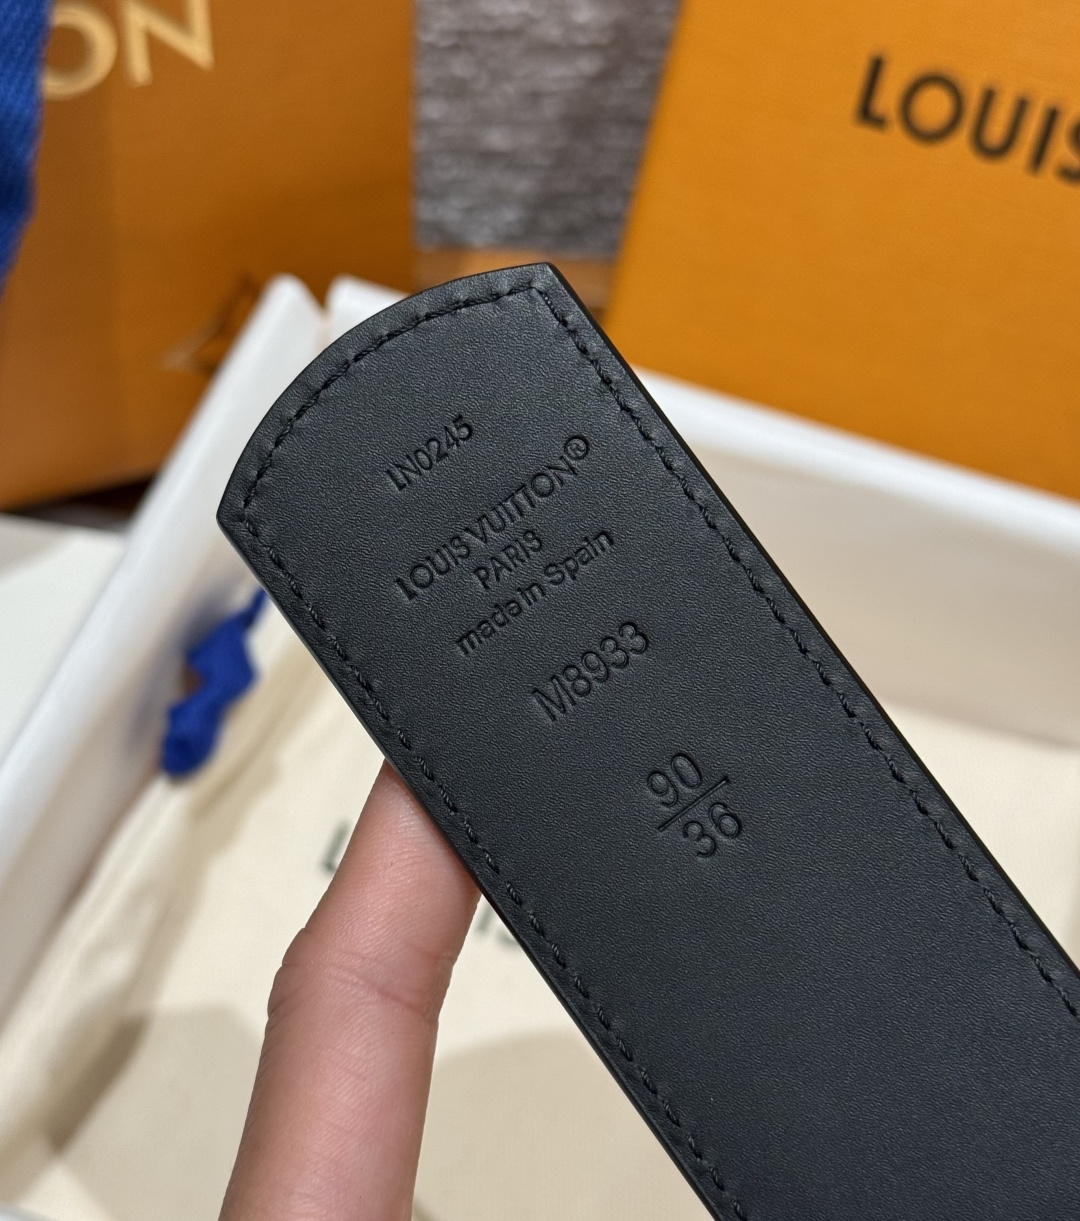 ON
LOUIS
LN0245
LOUIS VUITTON®
PARIS
made in Spain
M8933
90
36
L